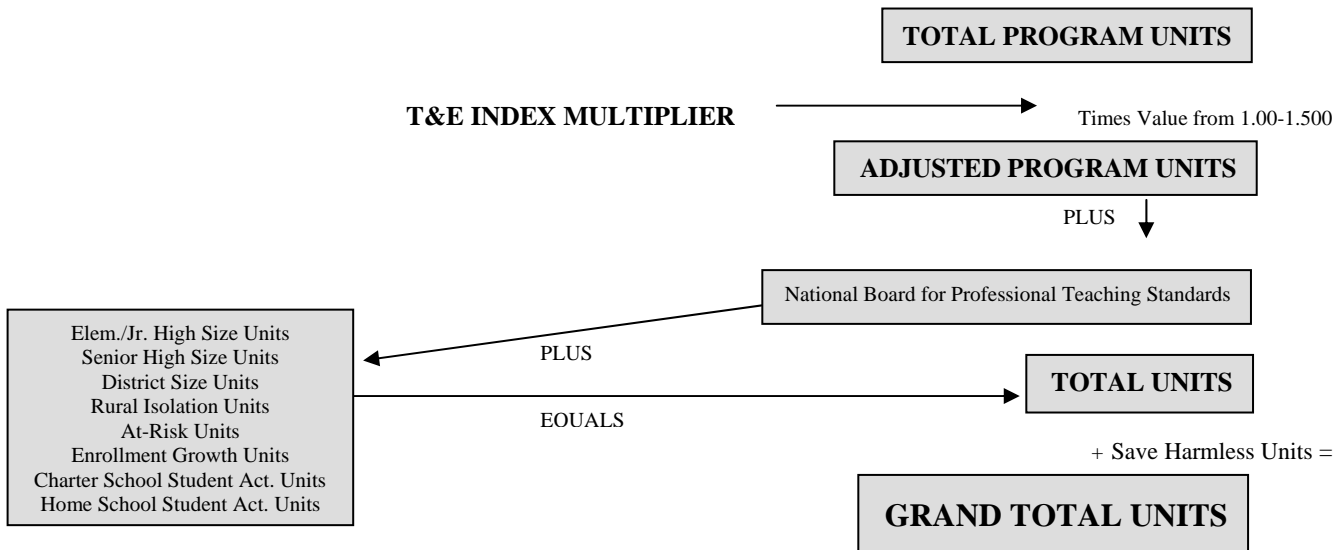 TOTAL PROGRAM UNITS
T&E INDEX MULTIPLIER
Times Value from 1.00-1.500
ADJUSTED PROGRAM UNITS
PLUS
National Board for Professional Teaching Standards
PLUS
Elem./Jr. High Size Units
Senior High Size Units
District Size Units
Rural Isolation Units
At-Risk Units
Enrollment Growth Units
Charter School Student Act. Units
Home School Student Act. Units
EOUALS
TOTAL UNITS
+ Save Harmless Units =
GRAND TOTAL UNITS